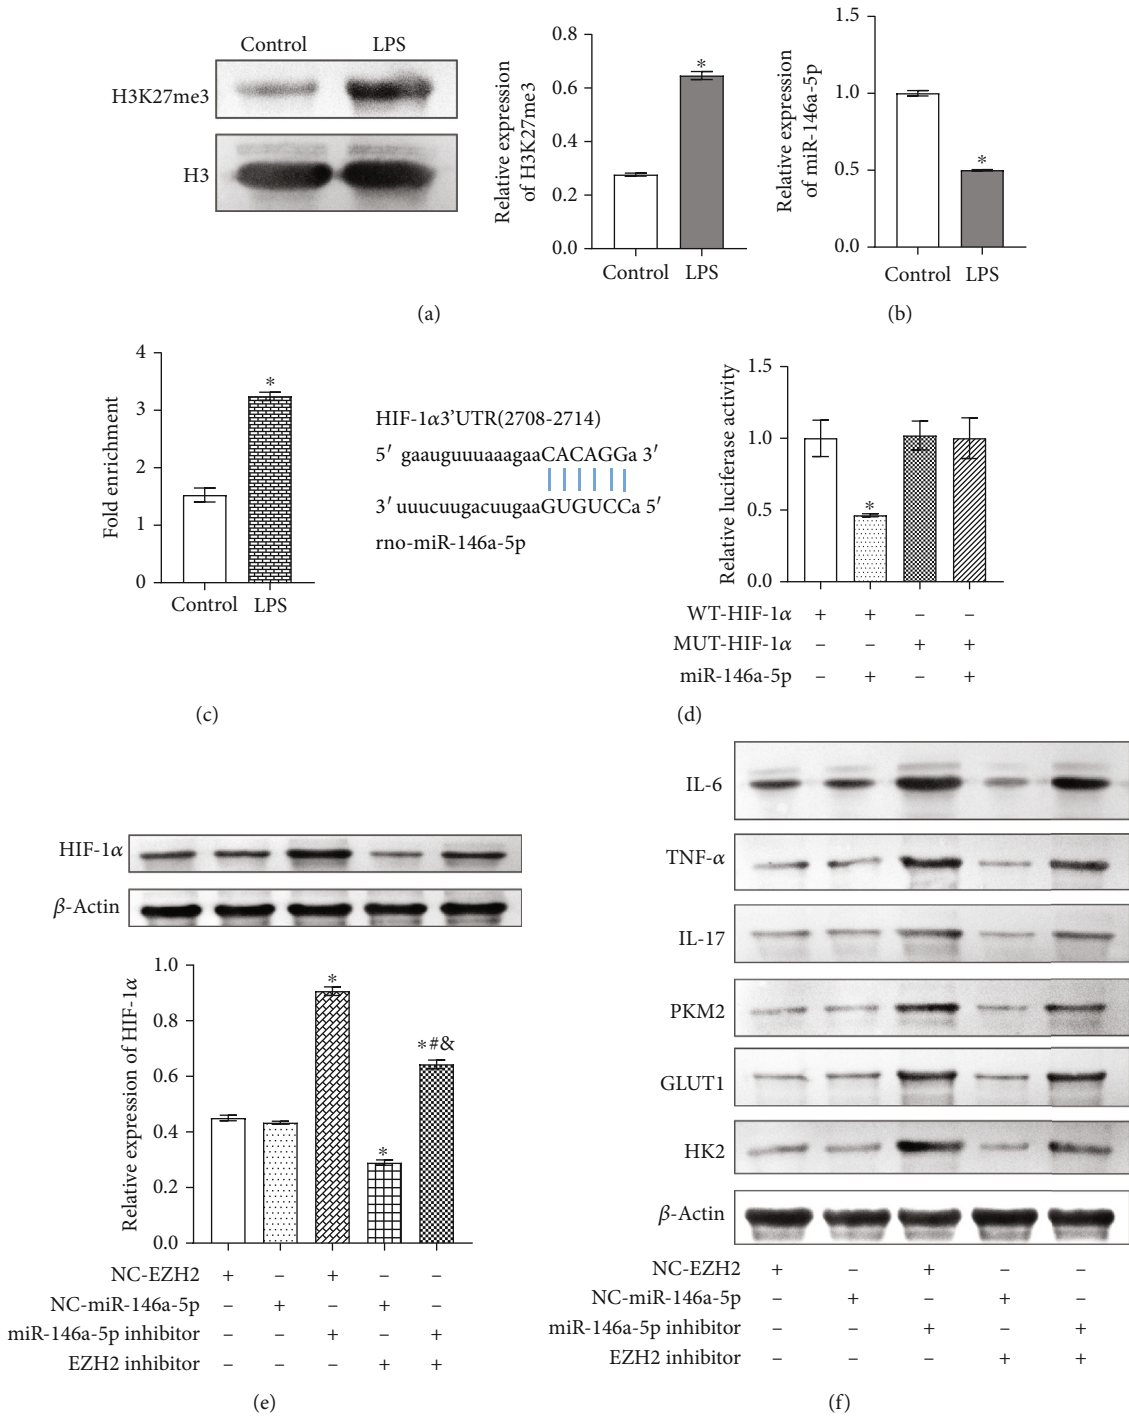 Control LPS
H3K27me3
H3
Relative expression
of H3K27me3
0.8
0.6
0.4
0.2
0.0
*
Control LPS
(a)
Relative expression
of miR-146a-5p
1.5
1.0
0.5
0.0
*
Control LPS
(b)
Fold enrichment
4
3
2
1
0
*
Control LPS
(c)
HIF-1α3'UTR(2708-2714)
5' gaauguuuaaagaaCACAGGa 3'
3' uuucuugacuugaaGUGUCCa 5'
rno-miR-146a-5p
Relative luciferase activity
1.5
1.0
0.5
0.0
*
WT-HIF-1α + + – –
MUT-HIF-1α – – + +
miR-146a-5p – + – +
(d)
HIF-1α
β-Actin
Relative expression of HIF-1α
1.0
0.8
0.6
0.4
0.2
0.0
*
*
*#&
NC-EZH2 + – + – –
NC-miR-146a-5p – + – + –
miR-146a-5p inhibitor – – + – +
EZH2 inhibitor – – – + +
(e)
IL-6
TNF-α
IL-17
PKM2
GLUT1
HK2
β-Actin
NC-EZH2 + – + – –
NC-miR-146a-5p – + – + –
miR-146a-5p inhibitor – – + – +
EZH2 inhibitor – – – + +
(f)